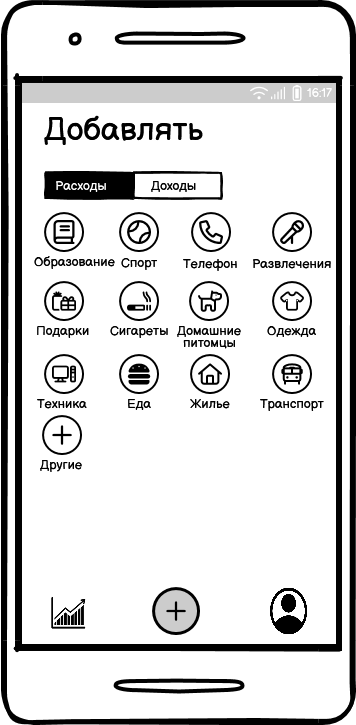 16:17
Добавлять
Расходы Доходы
Образование Спорт Телефон Развлечения
Подарки Сигареты Домашние питомцы Одежда
Техника Еда Жилье Транспорт
Другие